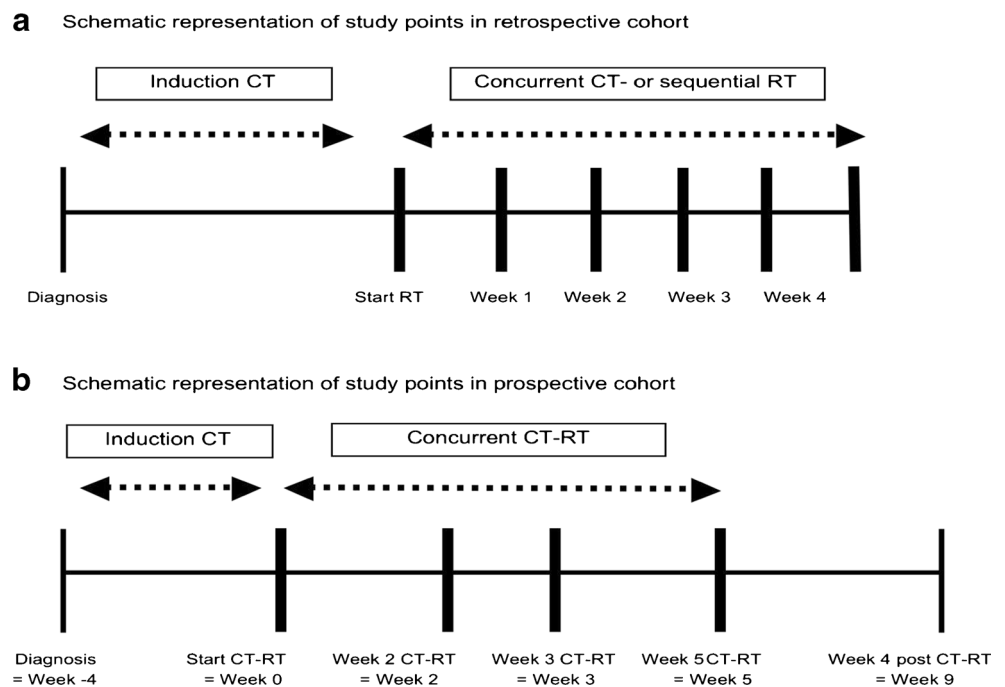 a Schematic representation of study points in retrospective cohort
Induction CT
Concurrent CT- or sequential RT
Diagnosis
Start RT
Week 1
Week 2
Week 3
Week 4
b Schematic representation of study points in prospective cohort
Induction CT
Concurrent CT-RT
Diagnosis
= Week -4
Start CT-RT
= Week 0
Week 2 CT-RT
= Week 2
Week 3 CT-RT
= Week 3
Week 5CT-RT
= Week 5
Week 4 post CT-RT
= Week 9